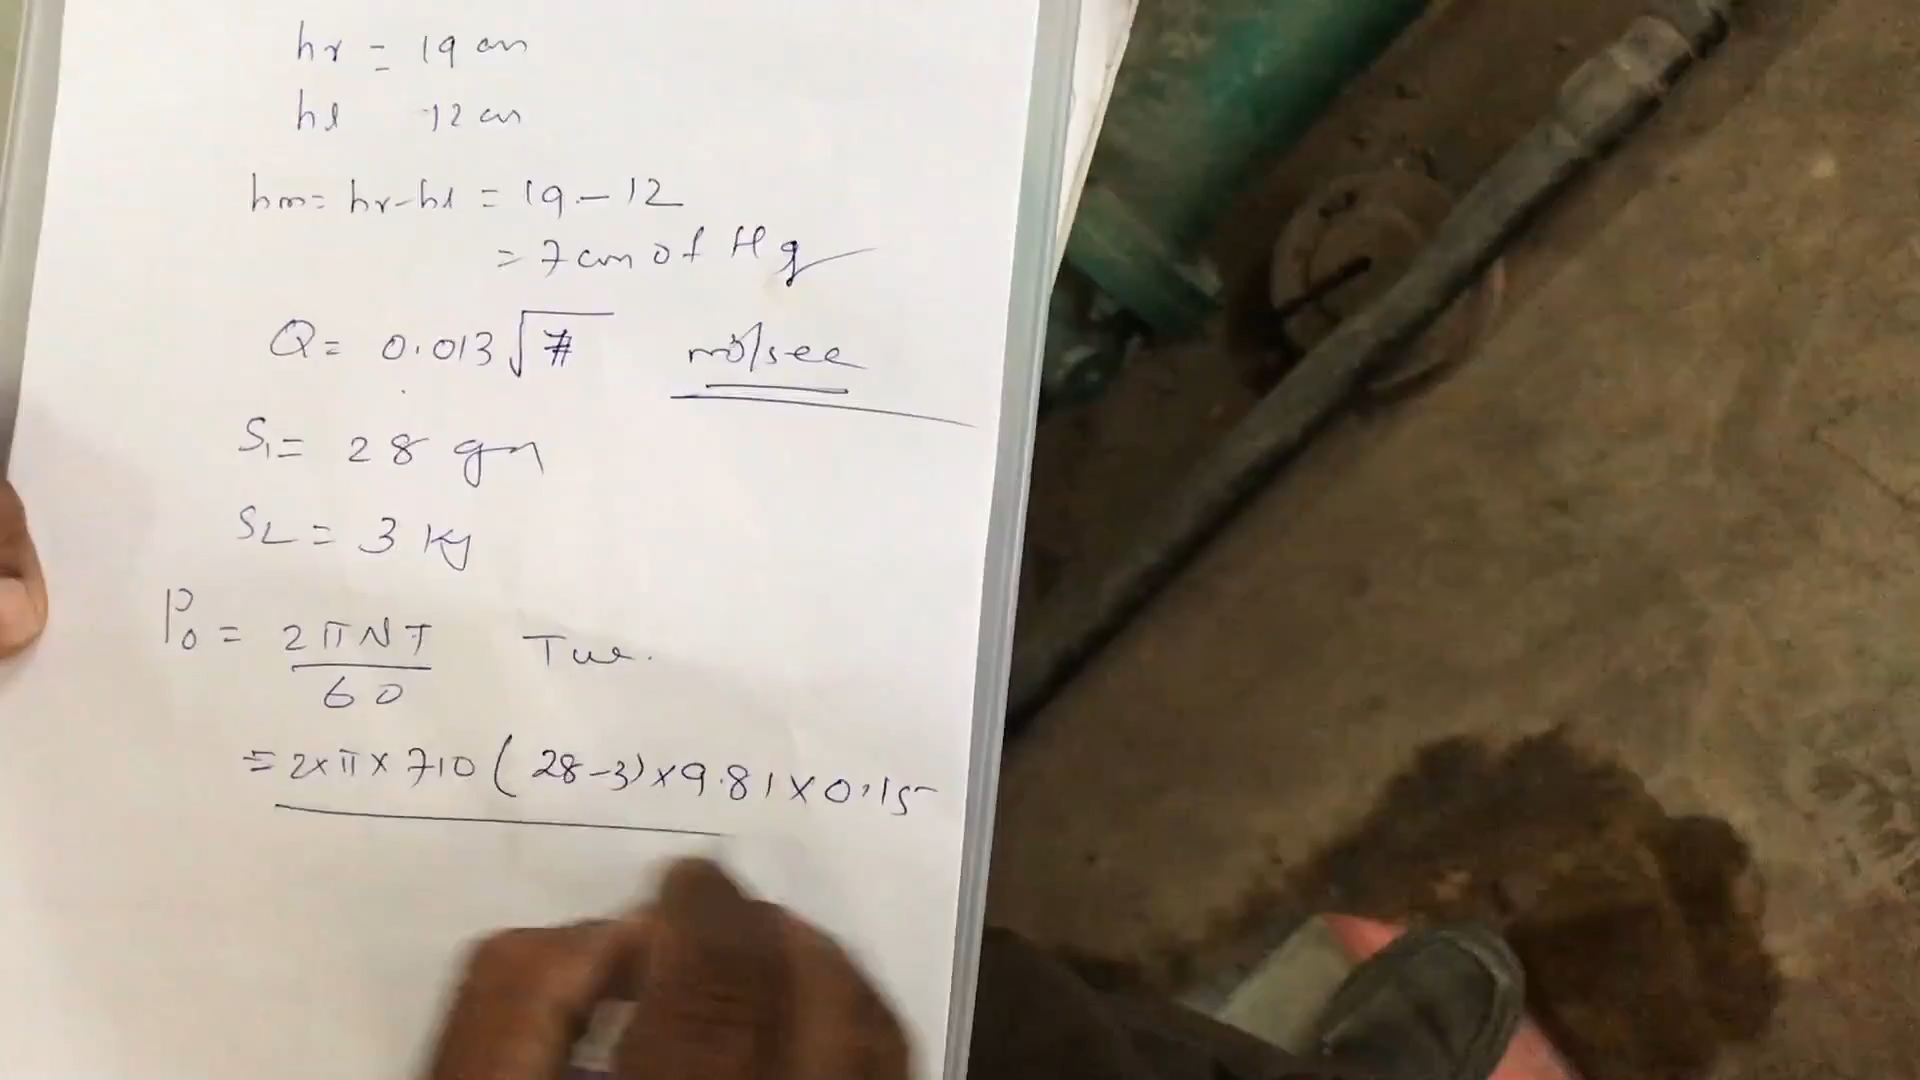 hr = 19 cm
hl 12 cm
hm = hr-hl = 19 - 12
= 7 cm of Hg
Q = 0.013 √7 m3/sec
S1 = 28 gm
S2 = 3 kg
P0 = 2πNT
60
= 2×π×710 (28-3)×9.81×0.15